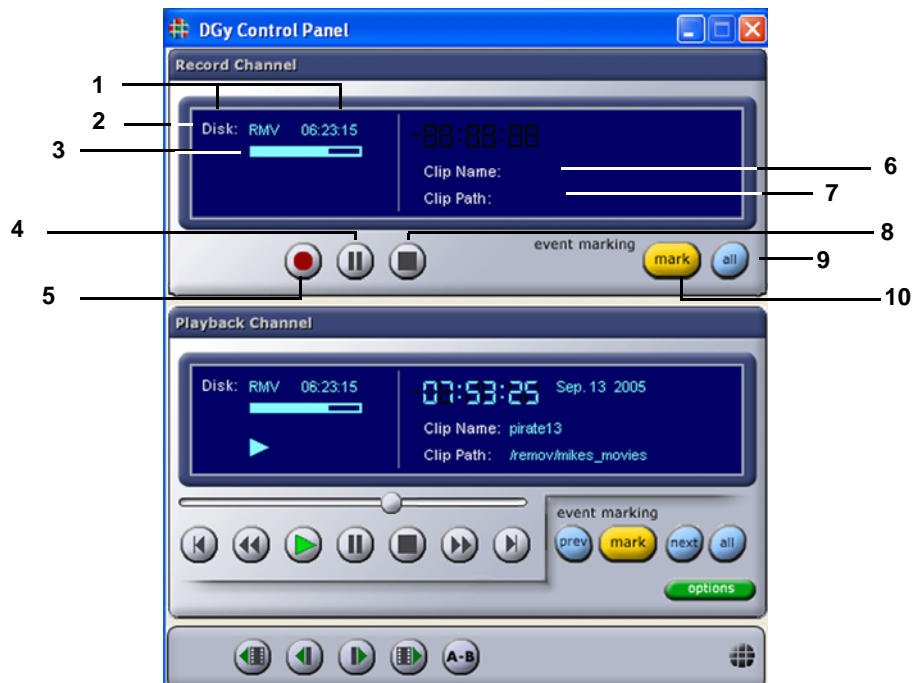 DGy Control Panel
Record Channel
1
2
Disk: RMV 06:23:15
-88:88:88
3
Clip Name:
6
Clip Path:
7
4
8
event marking
mark
all
9
5
10
Playback Channel
Disk: RMV 06:23:15
07:53:25 Sep. 13 2005
Clip Name: pirate13
Clip Path: /remov/mikes_movies
event marking
prev
mark
next
all
options
A-B